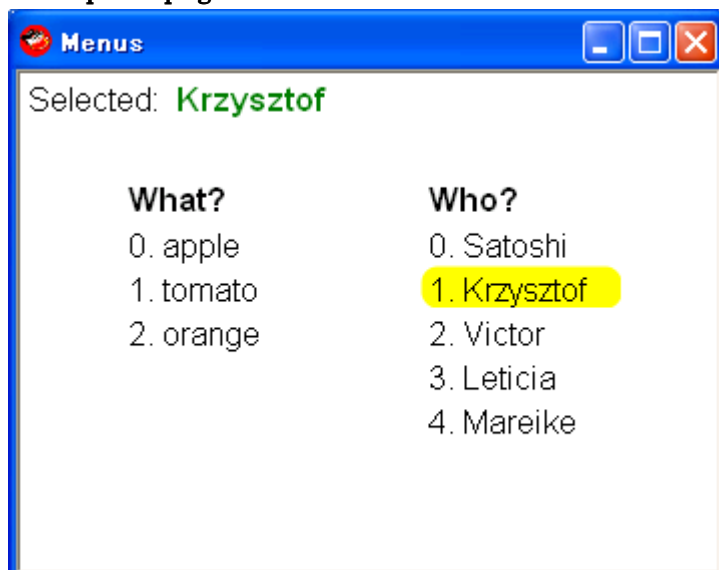 Menus
Selected: Krzysztof
What?
0. apple
1. tomato
2. orange
Who?
0. Satoshi
1. Krzysztof
2. Victor
3. Leticia
4. Mareike